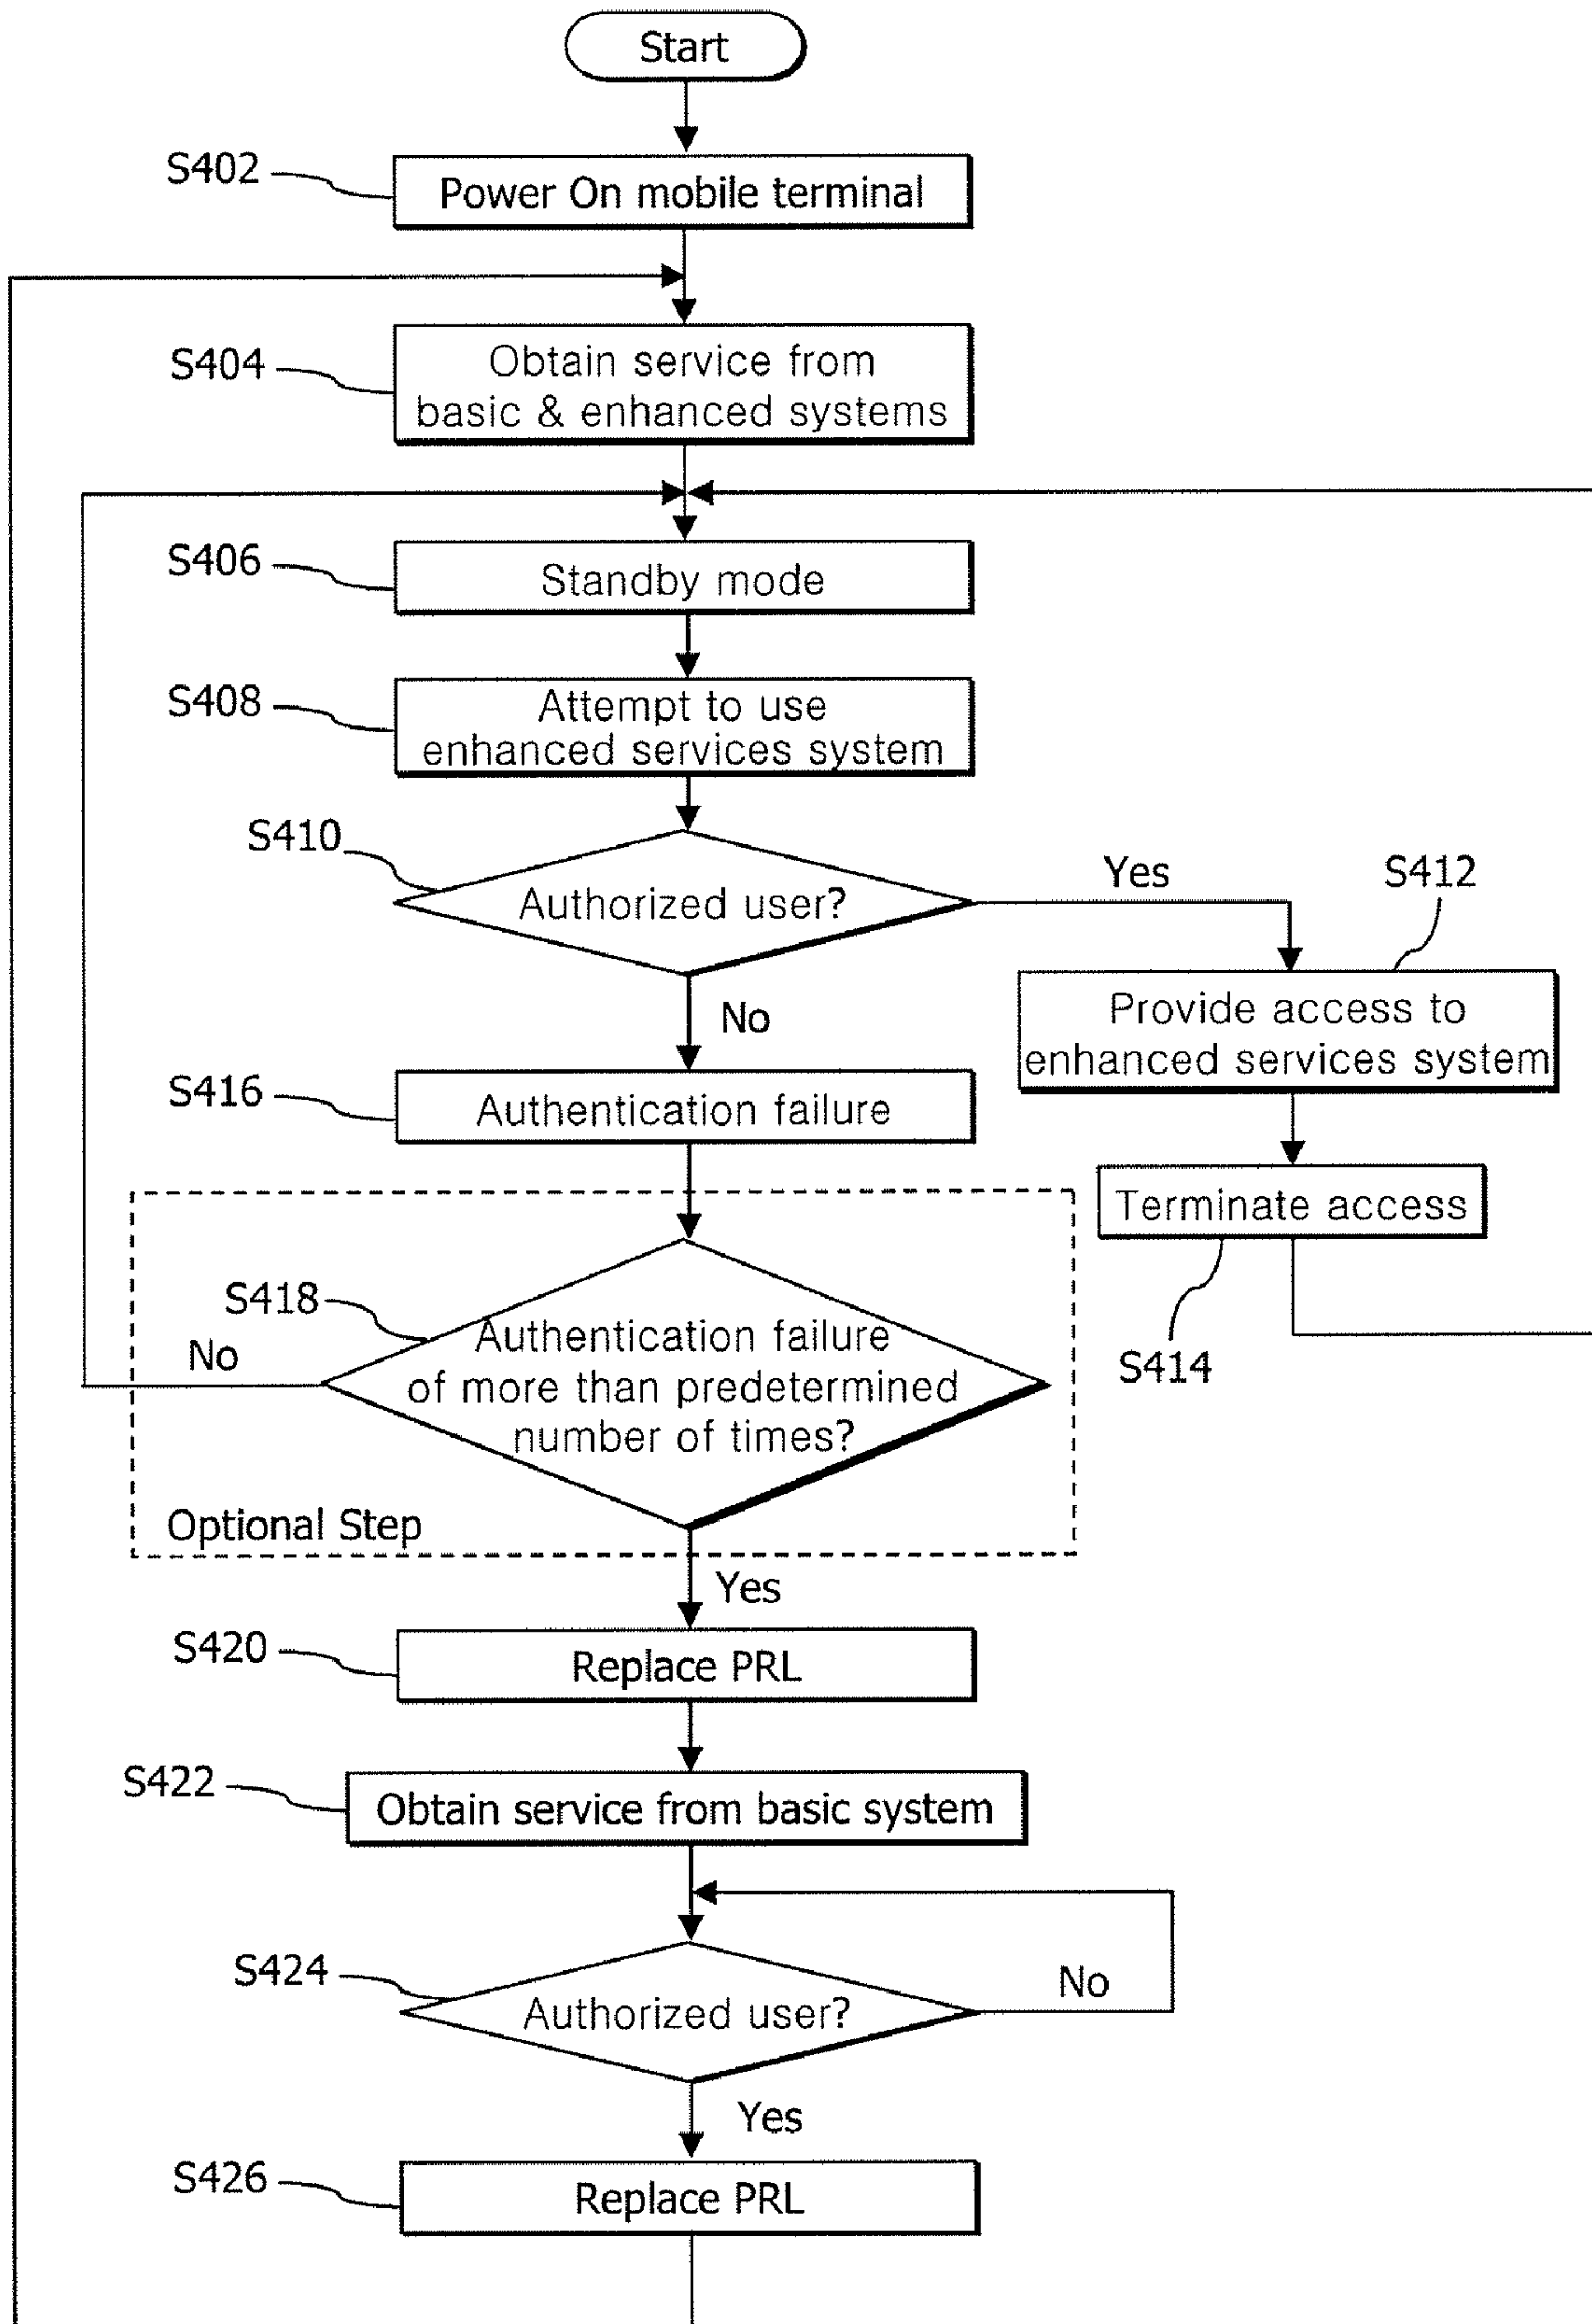 Start
S402
Power On mobile terminal
S404
Obtain service from
basic & enhanced systems
S406
Standby mode
S408
Attempt to use
enhanced services system
S410
Authorized user?
Yes
S412
No
Provide access to
enhanced services system
S416
Authentication failure
Terminate access
S414
S418
No
Authentication failure
of more than predetermined
number of times?
Optional Step
Yes
S420
Replace PRL
S422
Obtain service from basic system
S424
Authorized user?
No
Yes
S426
Replace PRL